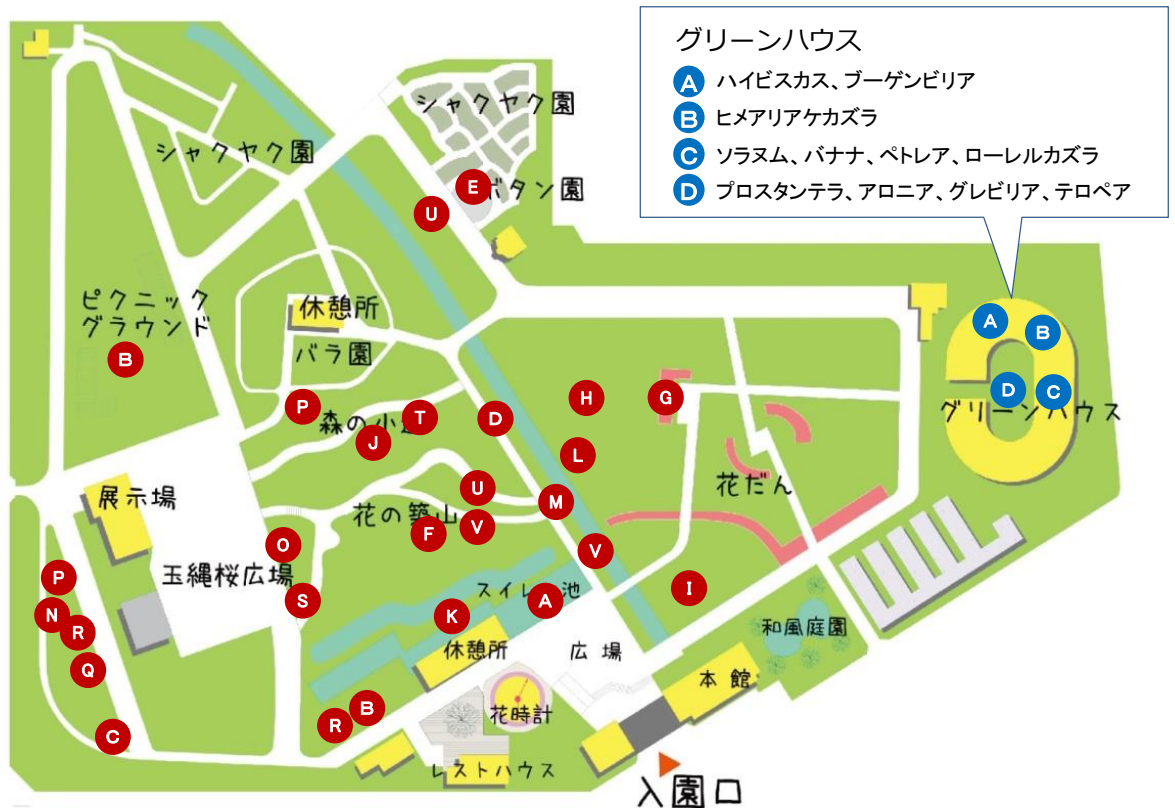 グリーンハウス
A ハイビスカス、ブーゲンビリア
B ヒメアリアケカズラ
C ソラヌム、バナナ、ペトレア、ローレルカズラ
D プロスタンテラ、アロニア、グレビリア、テロペア
シャクヤク園
シャクヤク園
E
ボタン園
U
ピクニック
グラウンド
B
休憩所
バラ園
A
B
D
C
グリーンハウス
P
T
森の小
J
D
H
G
L
花だん
展示場
U
M
花の築山
F
V
V
O
玉縄桜広場
S
P
N
R
Q
C
スイレ
池
A
K
I
休憩所
広場
和風庭園
本館
R
B
花時計
レストハウス
入園口